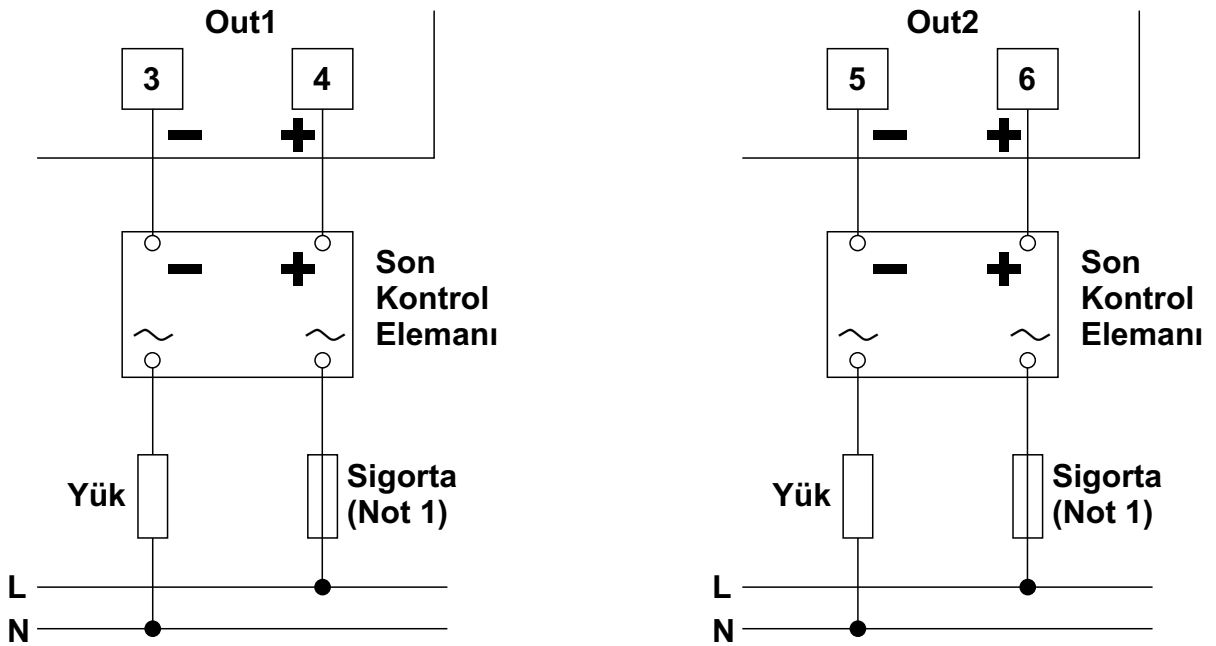 Out1
3
4
− +
− +
Son
Kontrol
Elemanı
~ ~
Yük
Sigorta
(Not 1)
L
N
Out2
5
6
− +
− +
Son
Kontrol
Elemanı
~ ~
Yük
Sigorta
(Not 1)
L
N